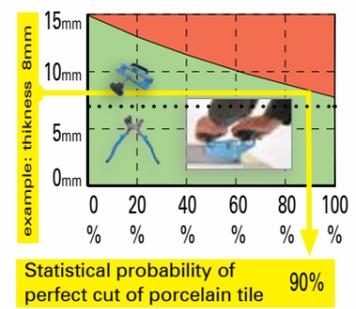 15mm
10mm
5mm
0mm
example: thikness 8mm
0 20 40 60 80 100
% % % % % %
Statistical probability of
perfect cut of porcelain tile
90%